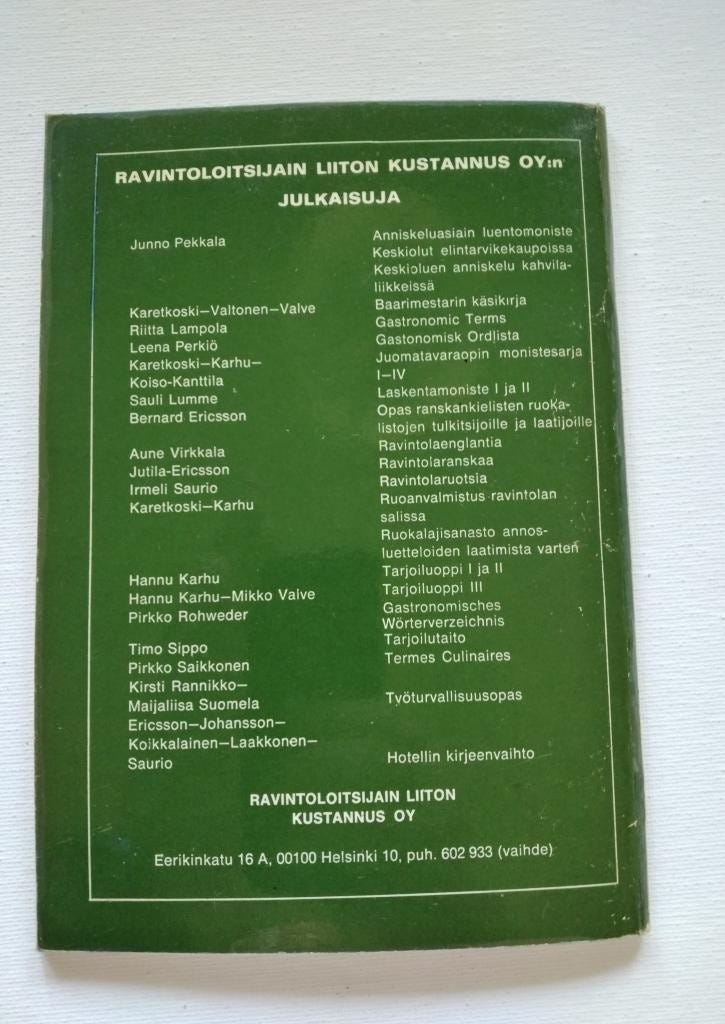 RAVINTOLOITSIJAIN LIITON KUSTANNUS OY:n
JULKAISUJA
Junno Pekkala Anniskeluasiain luentomoniste
Keskiolut elintarvikekaupoissa
Keskioluen anniskelu kahvila-
liikkeissä
Karetkoski—Valtonen—Valve Baarimestarin käsikirja
Riitta Lampola Gastronomic Terms
Leena Perkiö Gastonomisk Ordlista
Karetkoski—Karhu— Juomatavaraopin monistesarja
Koiso-Kanttila I—IV
Sauli Lumme Laskentamoniste I ja II
Bernard Ericsson Opas ranskankielisten ruoka-
listojen tulkitsijoille ja laatijoille
Aune Virkkala Ravintolaenglantia
Jutila-Ericsson Ravintolaranskaa
Irmeli Saurio Ravintolaruotsia
Karetkoski—Karhu Ruoanvalmistus ravintolan
salissa
Ruokalajisanasto annos-
luetteloiden laatimista varten
Hannu Karhu Tarjoiluoppi I ja II
Hannu Karhu—Mikko Valve Tarjoiluoppi III
Pirkko Rohweder Gastronomisches
Wörterverzeichnis
Timo Sippo Tarjoilutaito
Pirkko Saikkonen Termes Culinaires
Kirsti Rannikko—
Maijaliisa Suomela Työturvallisuusopas
Ericsson—Johansson—
Koikkalainen—Laakkonen—
Saurio Hotellin kirjeenvaihto
RAVINTOLOITSIJAIN LIITON
KUSTANNUS OY
Eerikinkatu 16 A, 00100 Helsinki 10, puh. 602 933 (vaihde)